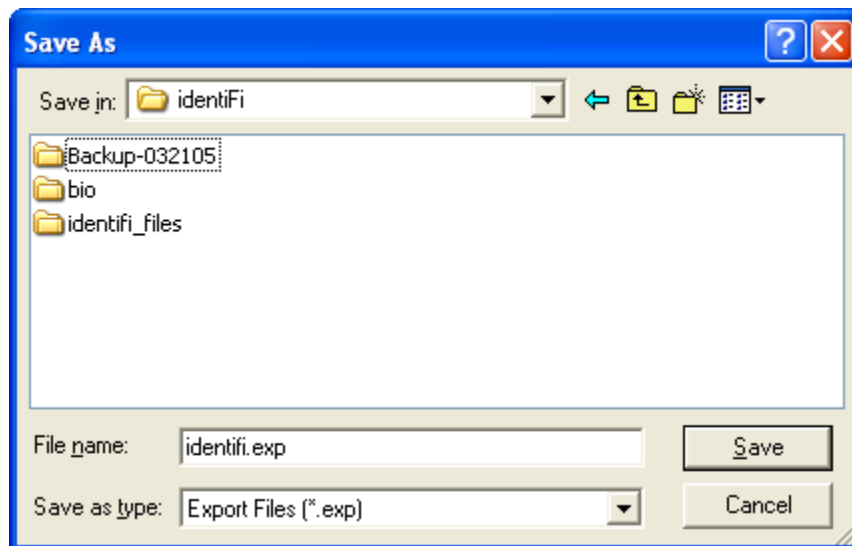 Save As
Save in: identiFi
Backup-032105
bio
identifi_files
File name: identifi.exp Save
Save as type: Export Files (*.exp) Cancel